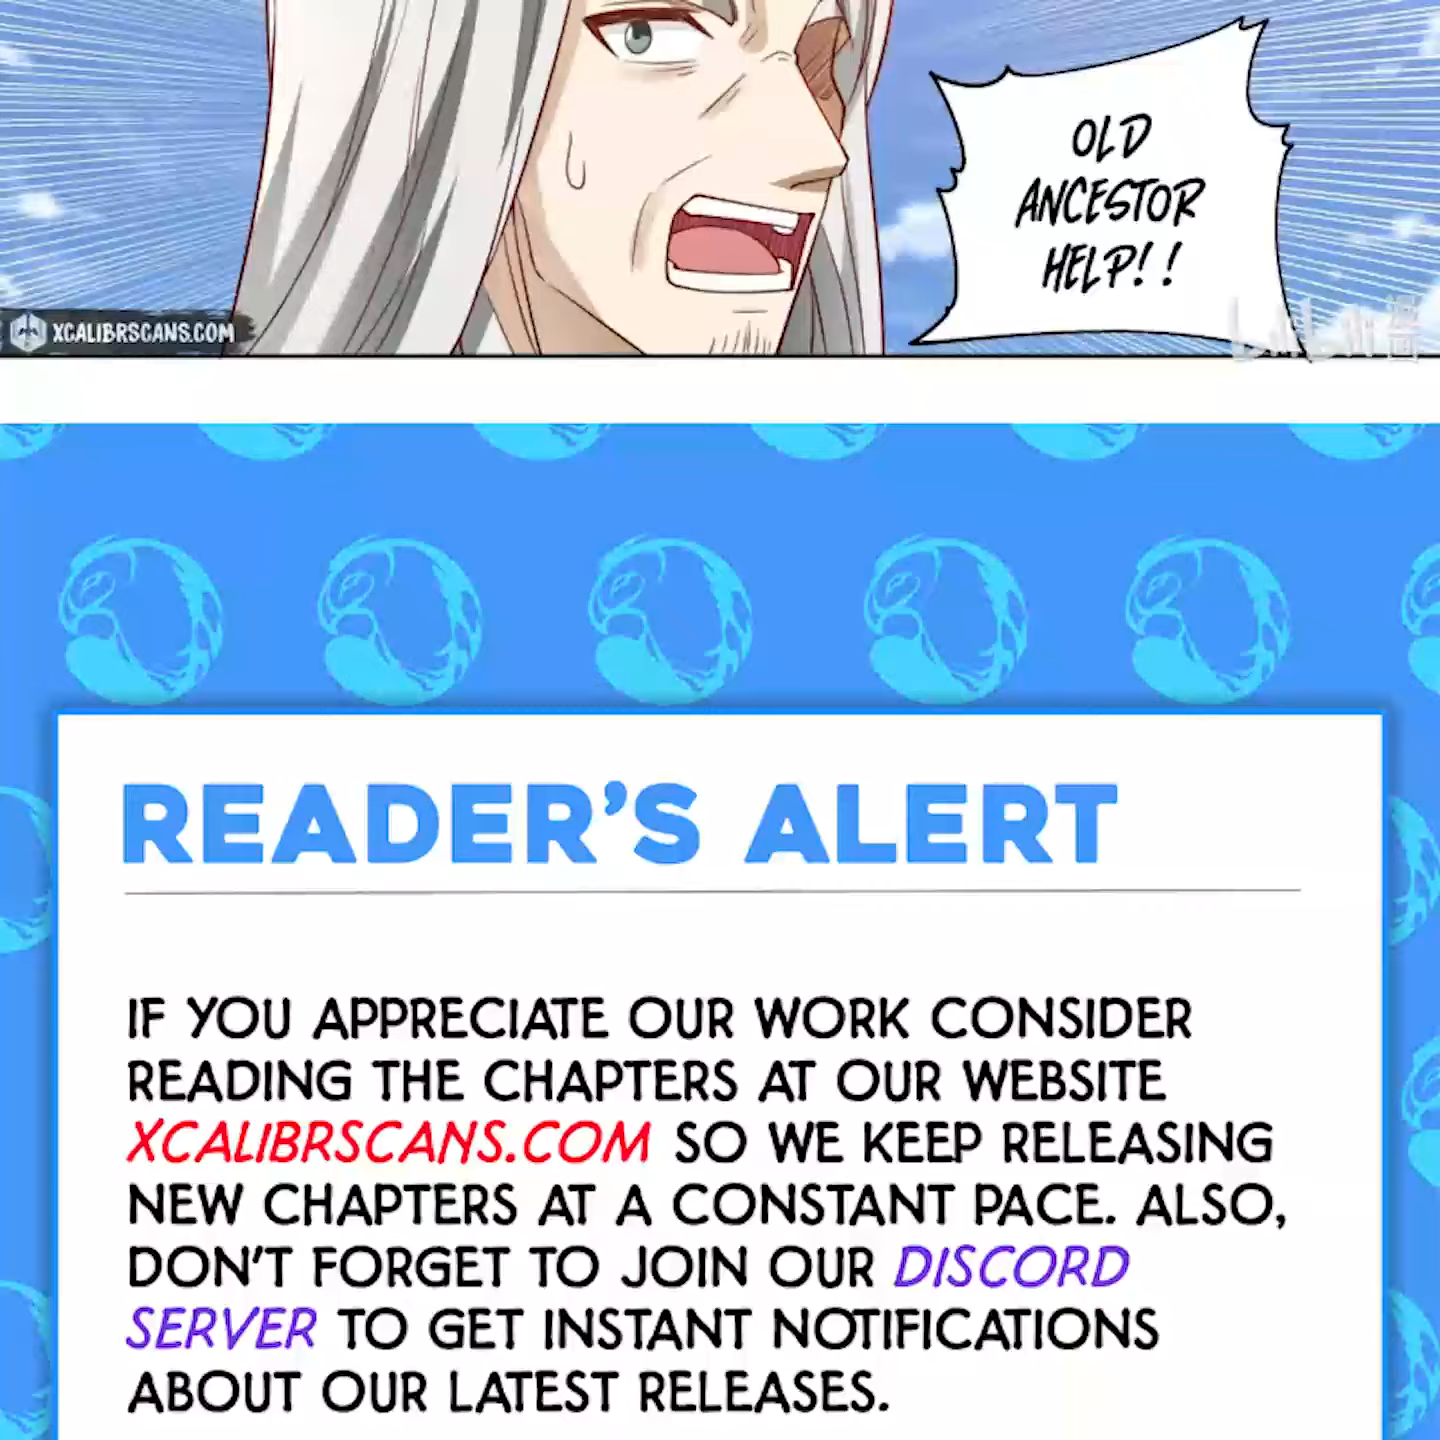 OLD
ANCESTOR
HELP!!
XCALIBRSCANS.COM
READER'S ALERT
IF YOU APPRECIATE OUR WORK CONSIDER
READING THE CHAPTERS AT OUR WEBSITE
XCALIBRSCANS.COM SO WE KEEP RELEASING
NEW CHAPTERS AT A CONSTANT PACE. ALSO,
DON'T FORGET TO JOIN OUR DISCORD
SERVER TO GET INSTANT NOTIFICATIONS
ABOUT OUR LATEST RELEASES.